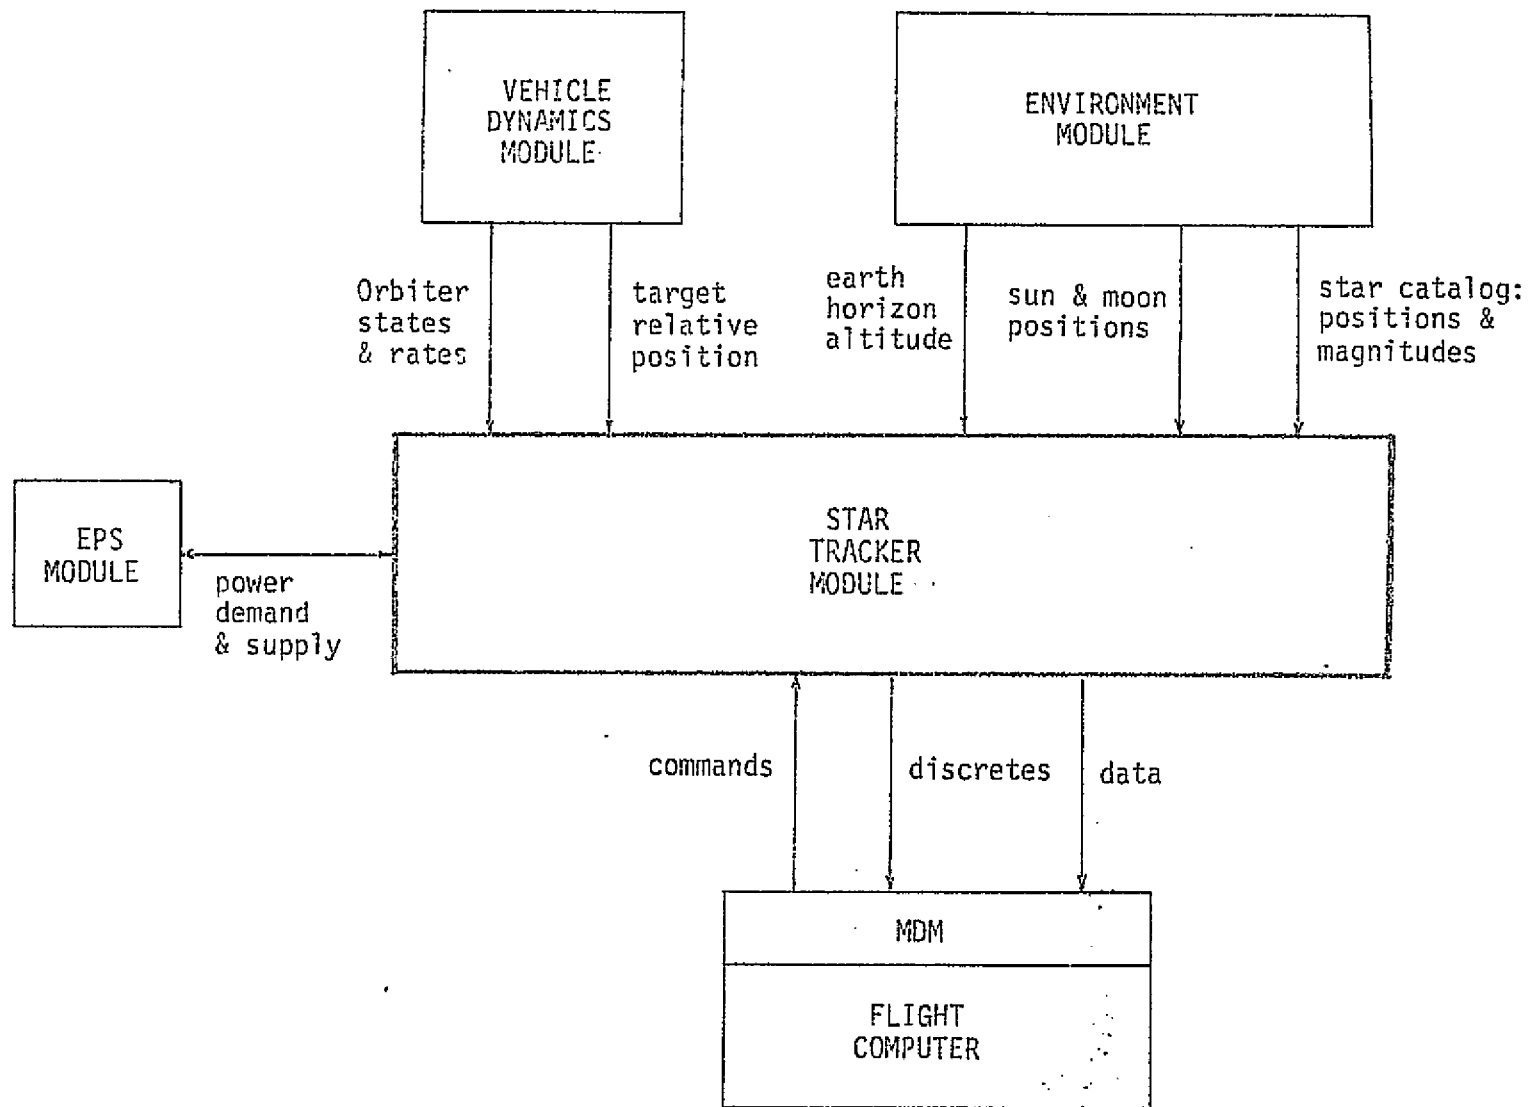 VEHICLE
DYNAMICS
MODULE
ENVIRONMENT
MODULE
Orbiter
states
& rates
target
relative
position
earth
horizon
altitude
sun & moon
positions
star catalog:
positions &
magnitudes
EPS
MODULE
power
demand
& supply
STAR
TRACKER
MODULE
commands
discretes
data
MDM
FLIGHT
COMPUTER